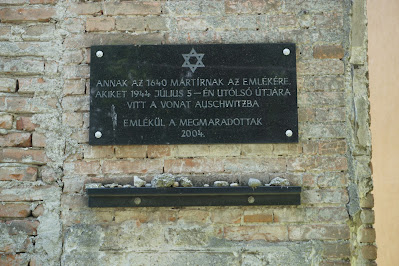 ANNAK AZ 1640 MÁRTÍRNAK AZ EMLÉKÉRE,
AKIKET 1944. JÚLIUS 5-ÉN UTOLSÓ ÚTJÁRA
VITT A VONAT AUSCHWITZBA
EMLÉKÜL A MEGMARADOTTAK
2004.